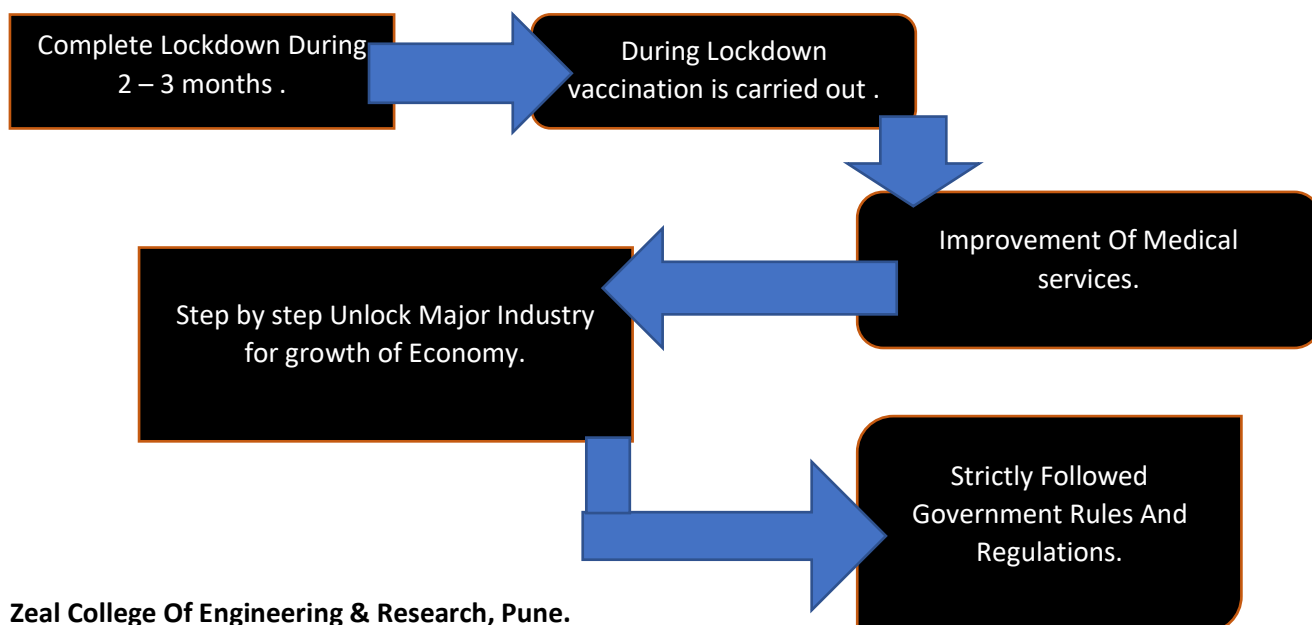 Complete Lockdown During
2 – 3 months .
During Lockdown
vaccination is carried out .
Improvement Of Medical
services.
Step by step Unlock Major Industry
for growth of Economy.
Strictly Followed
Government Rules And
Regulations.
Zeal College Of Engineering & Research, Pune.